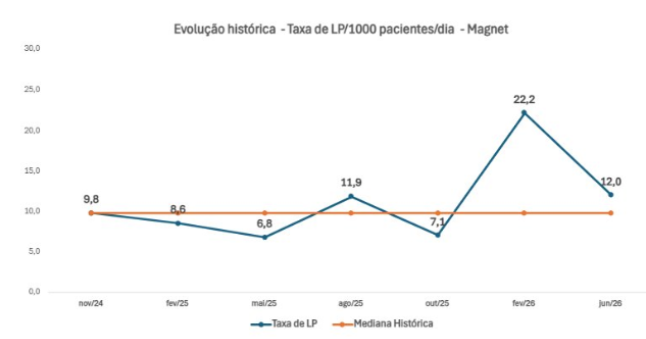 Evolução histórica - Taxa de LP/1000 pacientes/dia - Magnet
30,0
25,0
20,0
15,0
10,0
5,0
0,0
9,8
8,6
6,8
11,9
7,1
22,2
12,0
nov/24
fev/25
mai/25
ago/25
out/25
fev/26
jun/26
Taxa de LP
Mediana Histórica